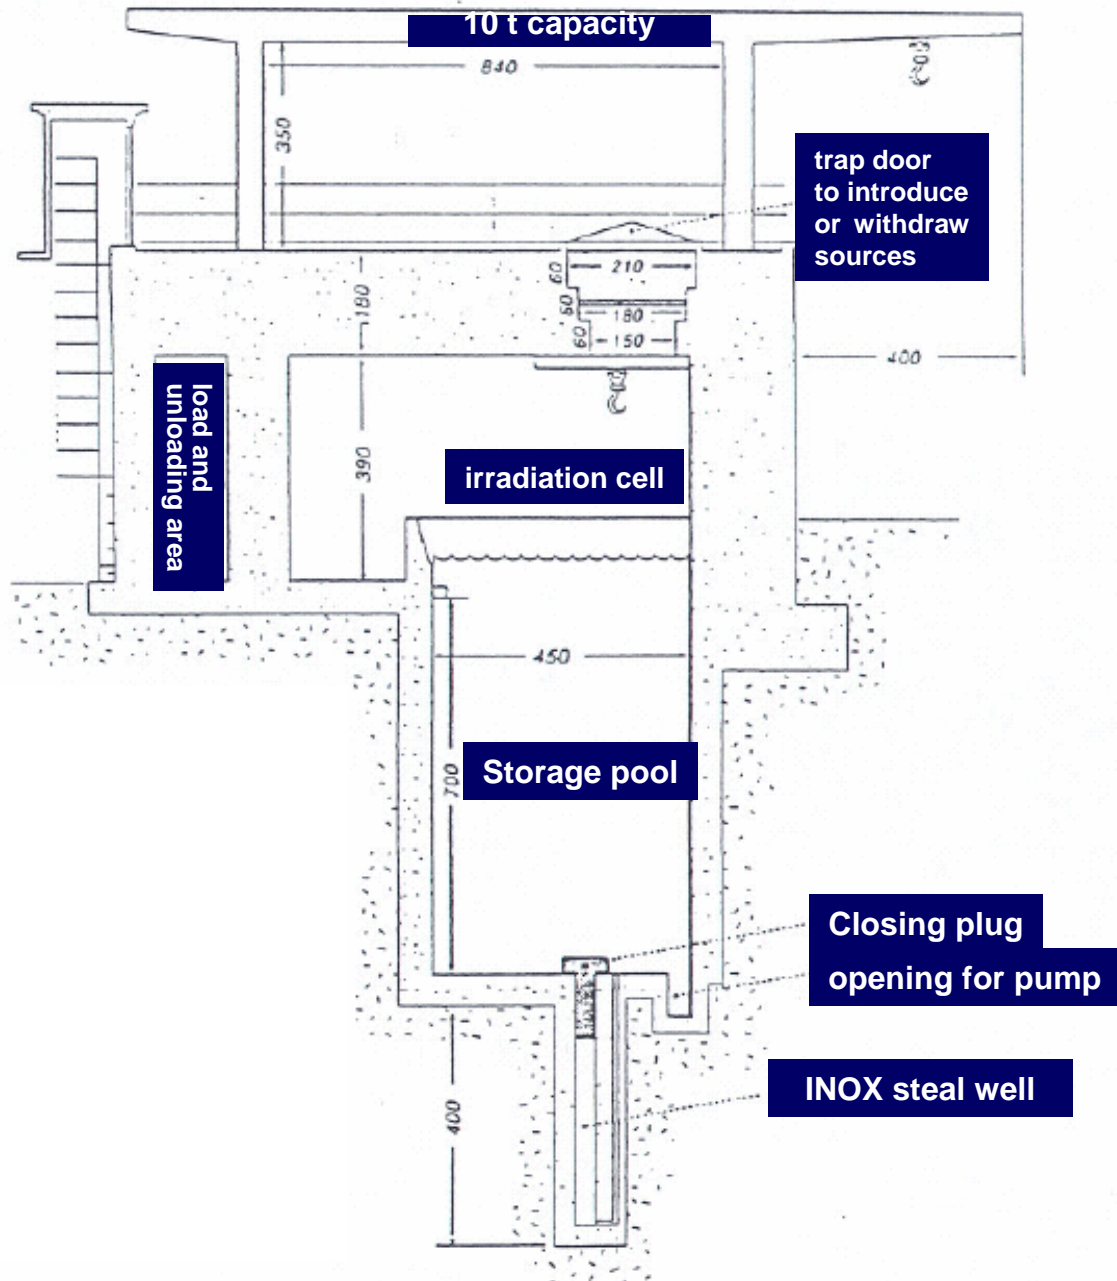 10 t capacity
840
350
trap door
to introduce
or withdraw
sources
60
210
180
60
180
60
150
400
load and
unloading area
390
irradiation cell
450
700
Storage pool
Closing plug
opening for pump
INOX steal well
400